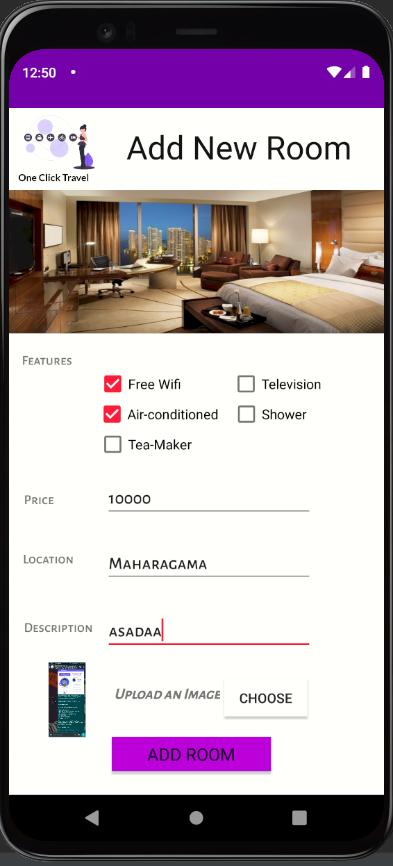 12:50
One Click Travel
Add New Room
Features
Free Wifi
Television
Air-conditioned
Shower
Tea-Maker
Price
10000
Location
Maharagama
Description
asadaa
Upload an Image
CHOOSE
ADD ROOM